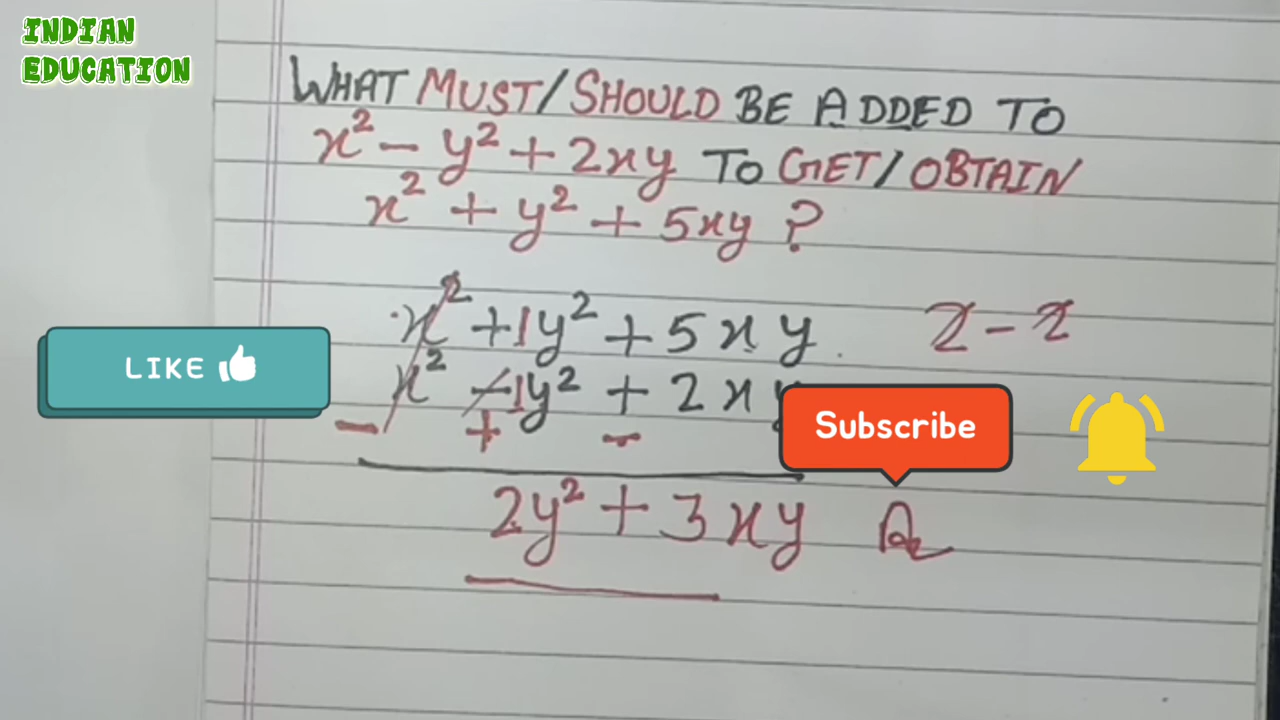 INDIAN
EDUCATION
WHAT MUST/SHOULD BE ADDED TO
x² - y² + 2xy TO GET/OBTAIN
x² + y² + 5xy ?
x² + 1y² + 5xy
x² - 1y² + 2x
- + -
2y² + 3xy
LIKE
Subscribe